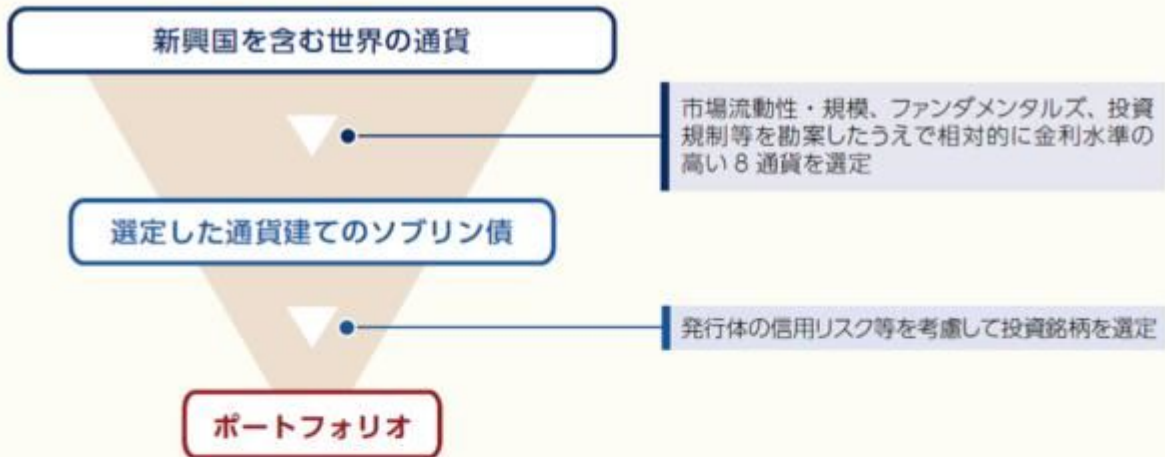 新興国を含む世界の通貨
市場流動性・規模、ファンダメンタルズ、投資
規制等を勘案したうえで相対的に金利水準の
高い 8 通貨を選定
選定した通貨建てのソブリン債
発行体の信用リスク等を考慮して投資銘柄を選定
ポートフォリオ